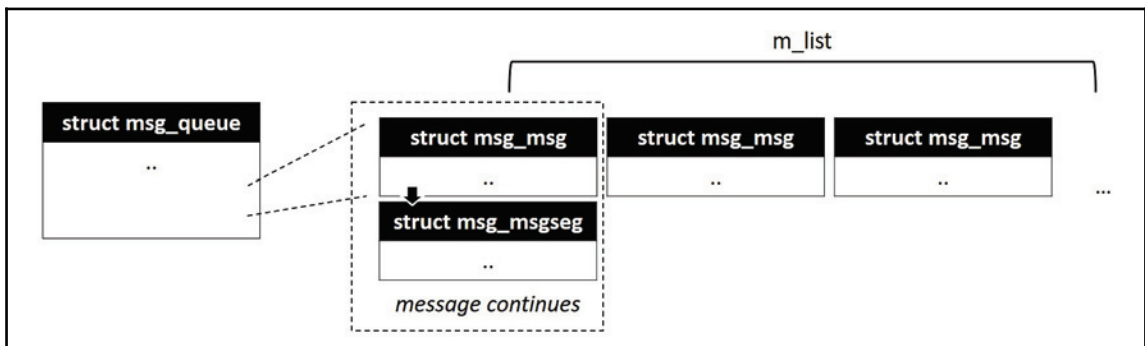 m_list
struct msg_queue
..
struct msg_msg
..
struct msg_msg
..
struct msg_msg
..
...
struct msg_msgseg
..
message continues